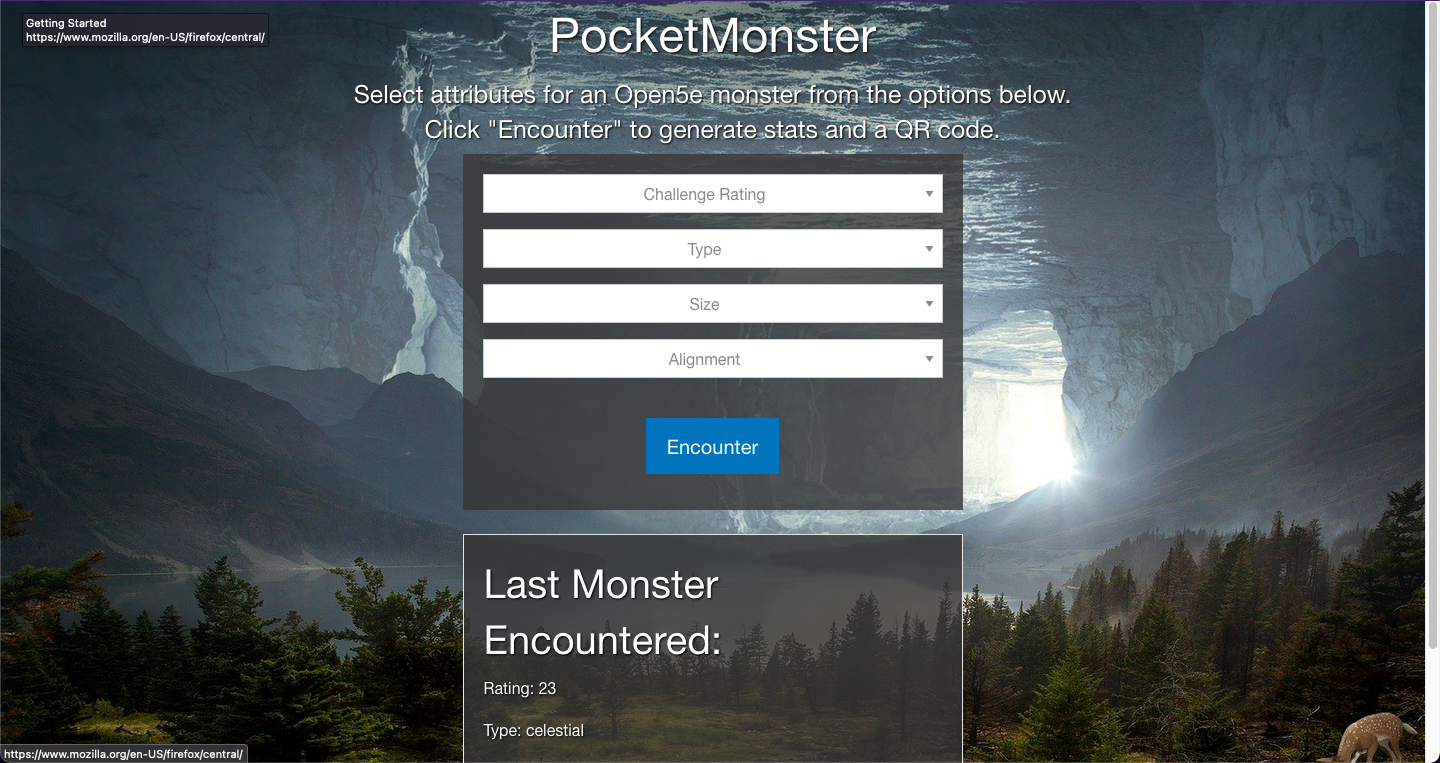 Getting Started
https://www.mozilla.org/en-US/firefox/central/
PocketMonster
Select attributes for an Open5e monster from the options below.
Click "Encounter" to generate stats and a QR code.
Challenge Rating
Type
Size
Alignment
Encounter
Last Monster
Encountered:
Rating: 23
Type: celestial
https://www.mozilla.org/en-US/firefox/central/